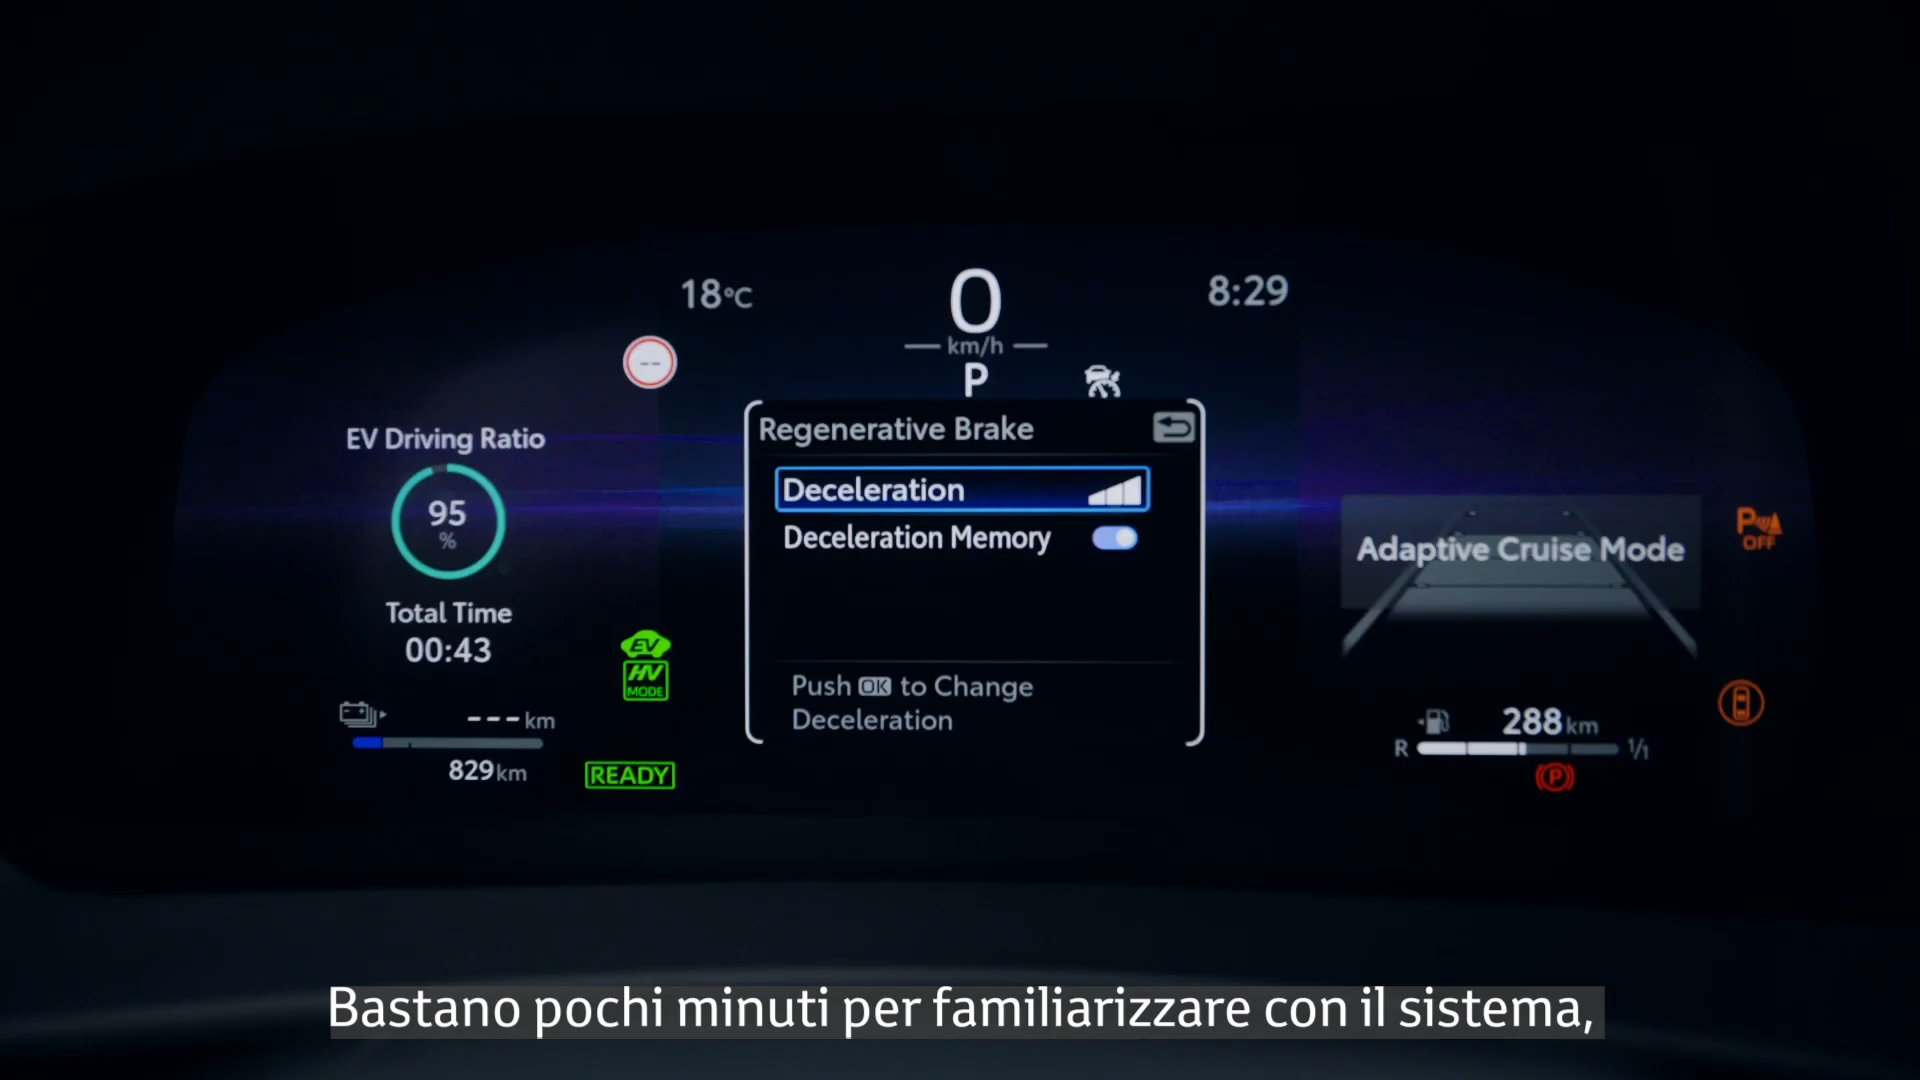 18°C
0
8:29
km/h
P
--
Regenerative Brake
EV Driving Ratio
Deceleration
95
%
Deceleration Memory
Adaptive Cruise Mode
P
OFF
Total Time
00:43
EV
HV
MODE
Push OK to Change
Deceleration
--- km
288 km
R
1/1
829 km
READY
P
Bastano pochi minuti per familiarizzare con il sistema,